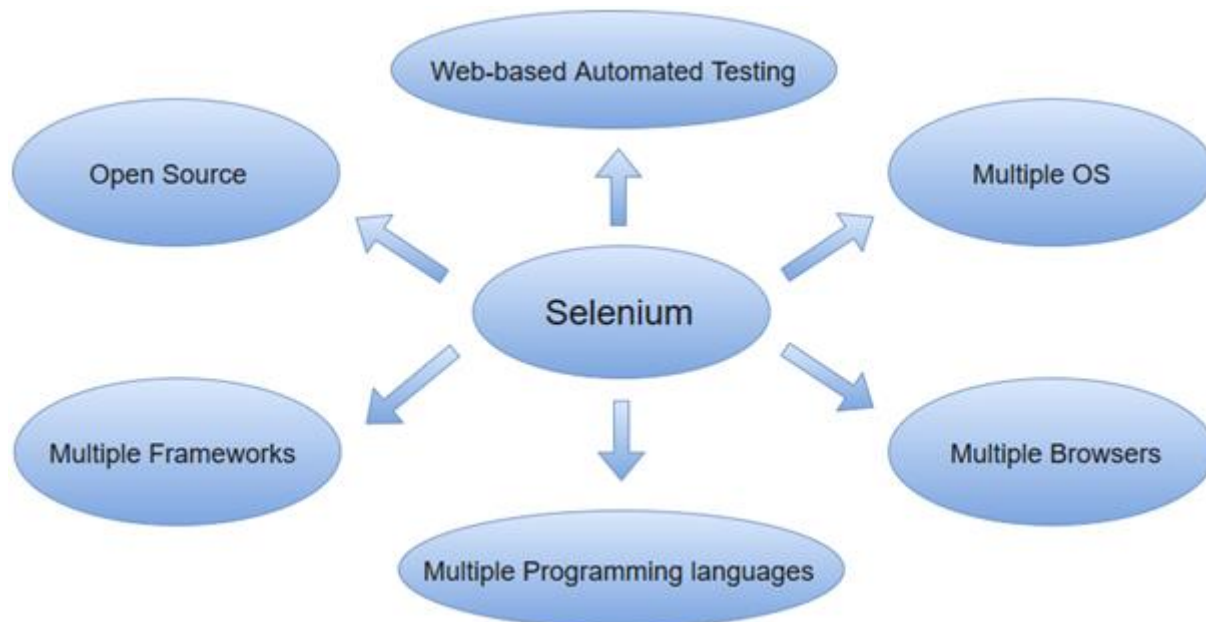 Web-based Automated Testing
Open Source
Multiple OS
Selenium
Multiple Frameworks
Multiple Browsers
Multiple Programming languages